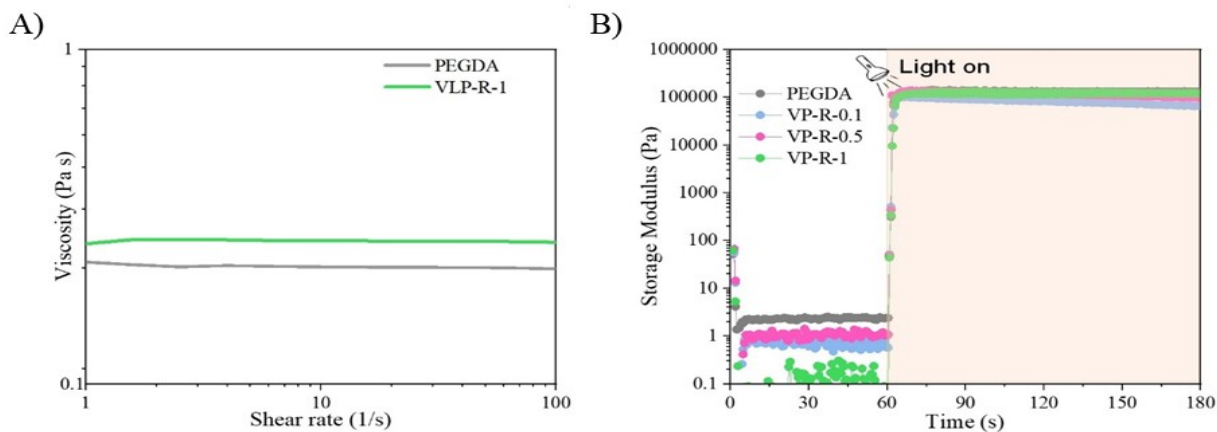 A)
1
PEGDA
VLP-R-1
Viscosity (Pa s)
0.1
1
10
100
Shear rate (1/s)
B)
1000000
100000
10000
1000
100
10
1
0.1
Light on
PEGDA
VP-R-0.1
VP-R-0.5
VP-R-1
Storage Modulus (Pa)
0
30
60
90
120
150
180
Time (s)